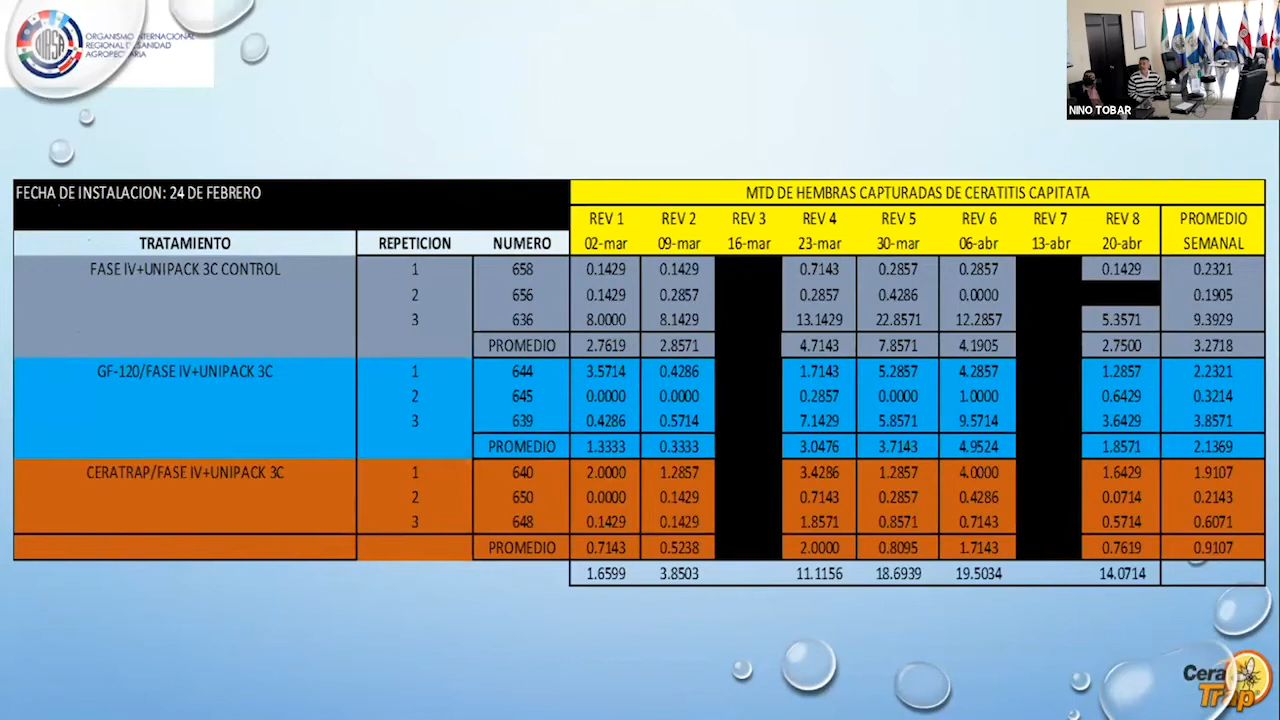 OIRSA
ORGANISMO INTERNACIONAL
REGIONAL DE SANIDAD
AGROPECUARIA
NINO TOBAR
FECHA DE INSTALACION: 24 DE FEBRERO
MTD DE HEMBRAS CAPTURADAS DE CERATITIS CAPITATA
REV 1 REV 2 REV 3 REV 4 REV 5 REV 6 REV 7 REV 8 PROMEDIO
TRATAMIENTO REPETICION NUMERO 02-mar 09-mar 16-mar 23-mar 30-mar 06-abr 13-abr 20-abr SEMANAL
FASE IV+UNIPACK 3C CONTROL 1 658 0.1429 0.1429 0.7143 0.2857 0.2857 0.1429 0.2321
2 656 0.1429 0.2857 0.2857 0.4286 0.0000 0.1905
3 636 8.0000 8.1429 13.1429 22.8571 12.2857 5.3571 9.3929
PROMEDIO 2.7619 2.8571 4.7143 7.8571 4.1905 2.7500 3.2718
GF-120/FASE IV+UNIPACK 3C 1 644 3.5714 0.4286 1.7143 5.2857 4.2857 1.2857 2.2321
2 645 0.0000 0.0000 0.2857 0.0000 1.0000 0.6429 0.3214
3 639 0.4286 0.5714 7.1429 5.8571 9.5714 3.6429 3.8571
PROMEDIO 1.3333 0.3333 3.0476 3.7143 4.9524 1.8571 2.1369
CERATRAP/FASE IV+UNIPACK 3C 1 640 2.0000 1.2857 3.4286 1.2857 4.0000 1.6429 1.9107
2 650 0.0000 0.1429 0.7143 0.2857 0.4286 0.0714 0.2143
3 648 0.1429 0.1429 1.8571 0.8571 0.7143 0.5714 0.6071
PROMEDIO 0.7143 0.5238 2.0000 0.8095 1.7143 0.7619 0.9107
1.6599 3.8503 11.1156 18.6939 19.5034 14.0714
Cera
Trap